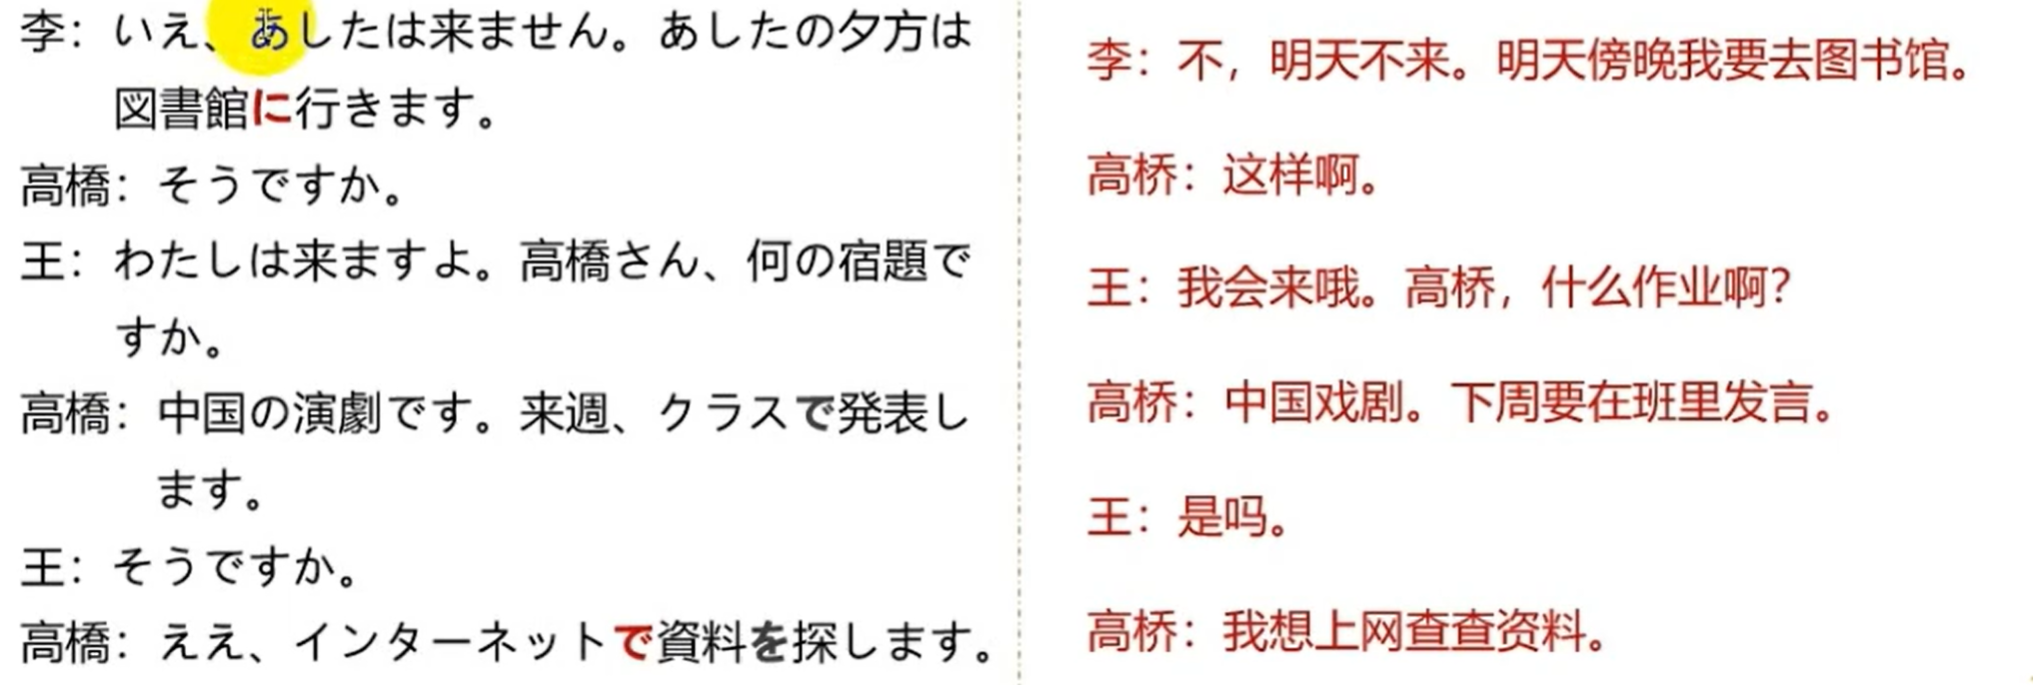 李：いえ、あしたは来ません。あしたの夕方は
図書館に行きます。
高橋：そうですか。
王：わたしは来ますよ。高橋さん、何の宿題で
すか。
高橋：中国の演劇です。来週、クラスで発表し
ます。
王：そうですか。
高橋：ええ、インターネットで資料を探します。
李：不，明天不来。明天傍晚我要去图书馆。
高桥：这样啊。
王：我会来哦。高桥，什么作业啊？
高桥：中国戏剧。下周要在班里发言。
王：是吗。
高桥：我想上网查查资料。